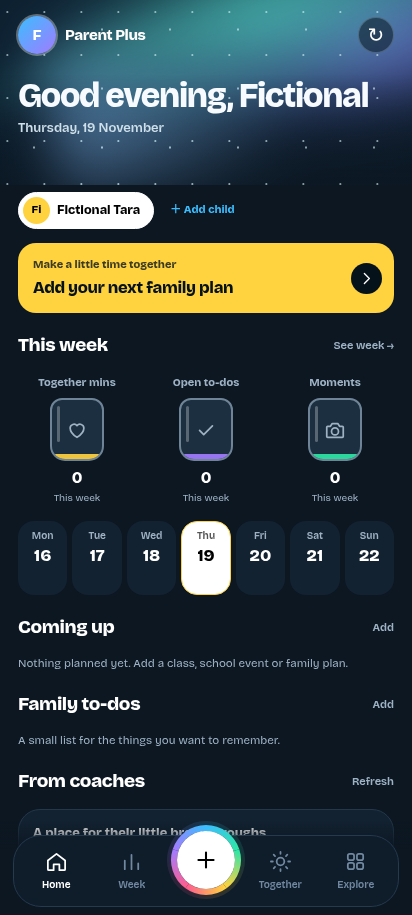 F
Parent Plus
↻
Good evening, Fictional
Thursday, 19 November
Fi
Fictional Tara
+ Add child
Make a little time together
Add your next family plan
This week
See week →
Together mins
Open to-dos
Moments
0
0
0
This week
This week
This week
Mon
Tue
Wed
Thu
Fri
Sat
Sun
16
17
18
19
20
21
22
Coming up
Add
Nothing planned yet. Add a class, school event or family plan.
Family to-dos
Add
A small list for the things you want to remember.
From coaches
Refresh
A place for their little
Home
Week
+
Together
Explore